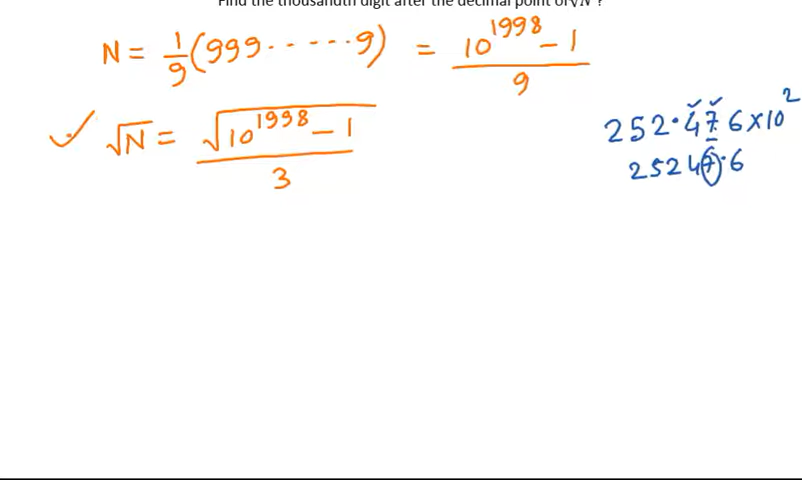 Find the thousandth digit after the decimal point of √N ?
N = 1/9 (999......9) = (10^1998 - 1)/9
√N = √(10^1998 - 1)/3
252.476×10^2
25247.6